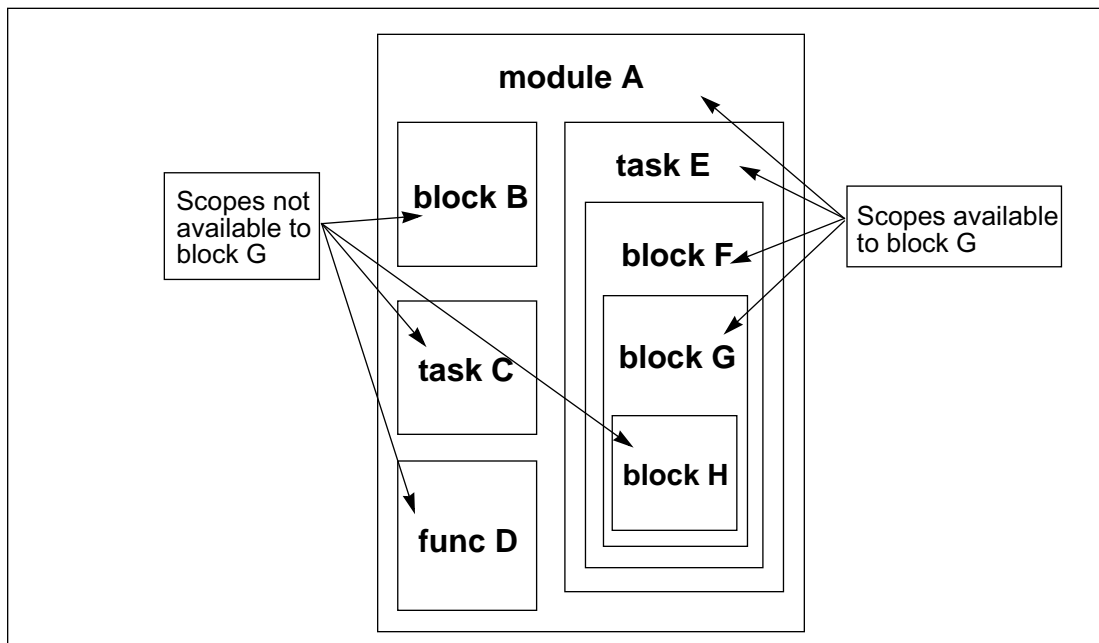 module A
block B
task E
Scopes not
available to
block G
Scopes available
to block G
block F
task C
block G
block H
func D